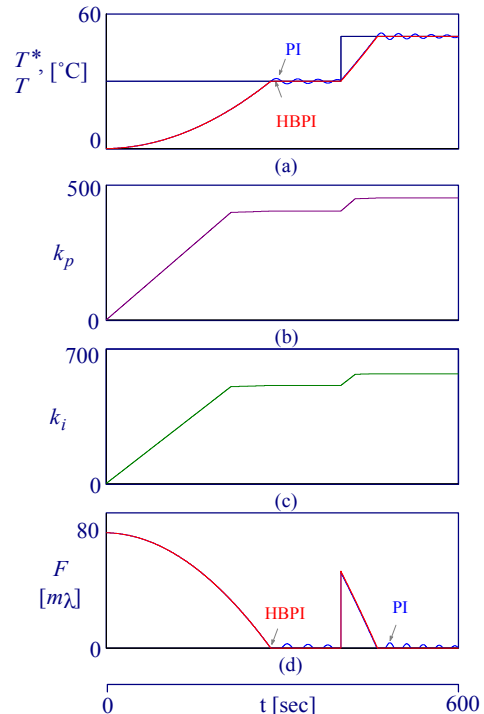 60
T*, [˚C]
T
PI
HBPI
0
(a)
500
k_p
0
(b)
700
k_i
0
(c)
80
F
[mλ]
HBPI
PI
0
(d)
0
t [sec]
600